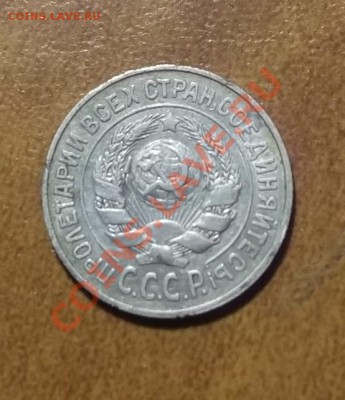 COINS.LAVE.RU
ПРОЛЕТАРИИ ВСЕХ СТРАН, СОЕДИНЯЙТЕСЬ!
С.С.С.Р.
COINS.LAVE.RU